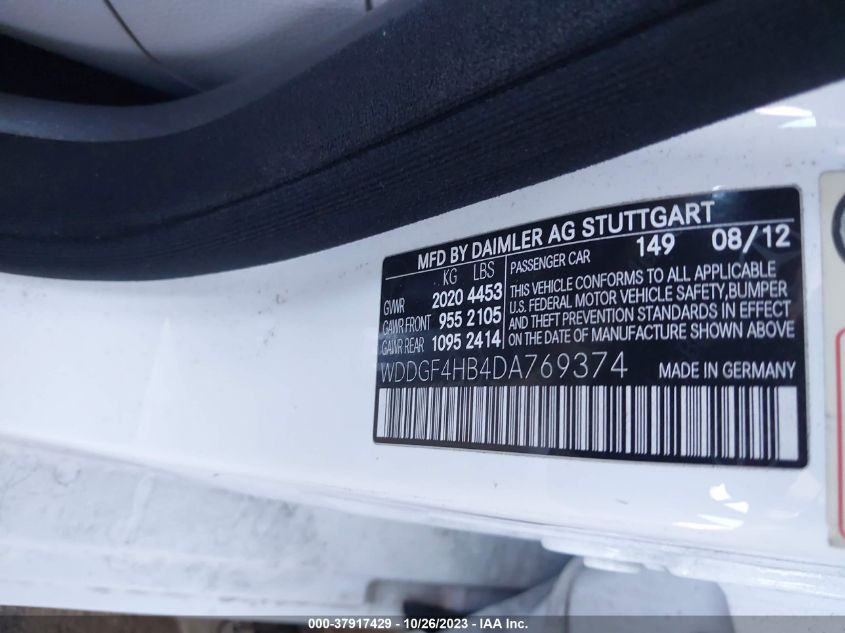 MFD BY DAIMLER AG STUTTGART
149 08/12
KG LBS
GVWR 2020 4453
GAWR FRONT 955 2105
GAWR REAR 1095 2414
PASSENGER CAR
THIS VEHICLE CONFORMS TO ALL APPLICABLE
U.S. FEDERAL MOTOR VEHICLE SAFETY,BUMPER
AND THEFT PREVENTION STANDARDS IN EFFECT
ON THE DATE OF MANUFACTURE SHOWN ABOVE
WDDGF4HB4DA769374 MADE IN GERMANY
000-37917429 - 10/26/2023 - IAA Inc.